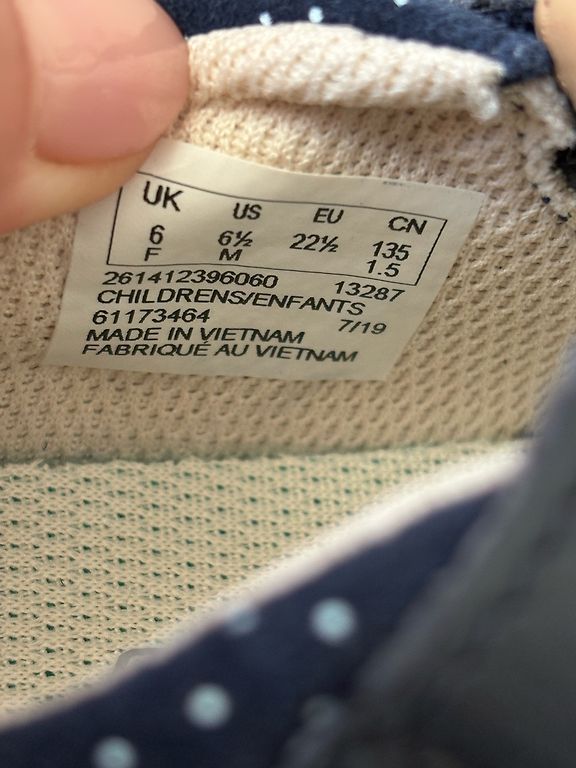 UK US EU CN
6 6½ 22½ 135
F M 1.5
261412396060 13287
CHILDRENS/ENFANTS
61173464 7/19
MADE IN VIETNAM
FABRIQUÉ AU VIETNAM